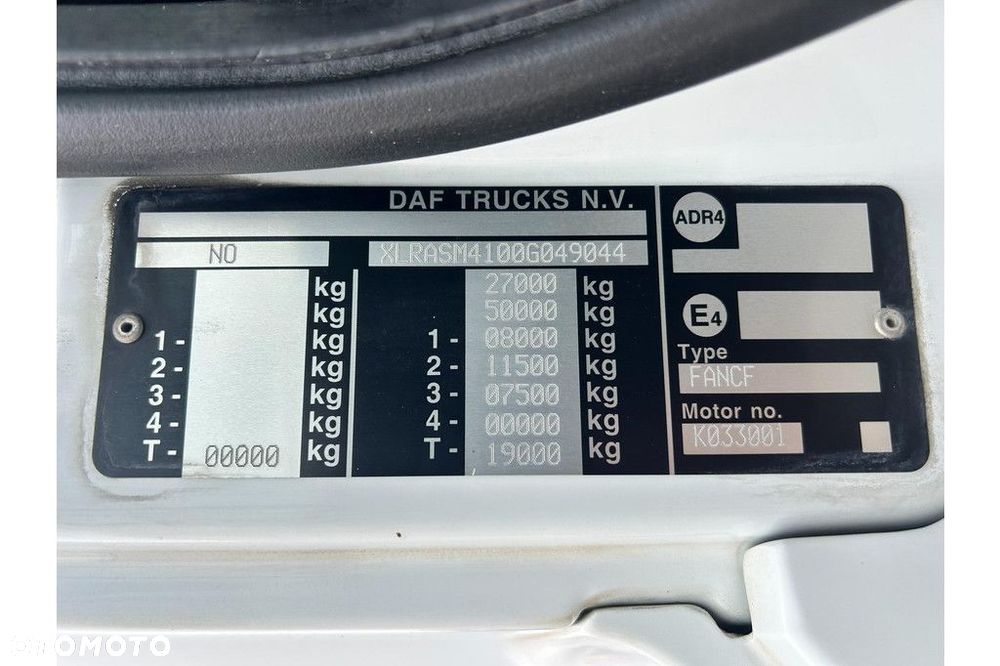 DAF TRUCKS N.V.
NO XLRASM4100G049044
kg 27000 kg
kg 50000 kg
1- kg 1- 08000 kg
2- kg 2- 11500 kg
3- kg 3- 07500 kg
4- kg 4- 00000 kg
T- 00000 kg T- 19000 kg
ADR4
E4
Type
FANCF
Motor no.
K033001
OTOMOTO